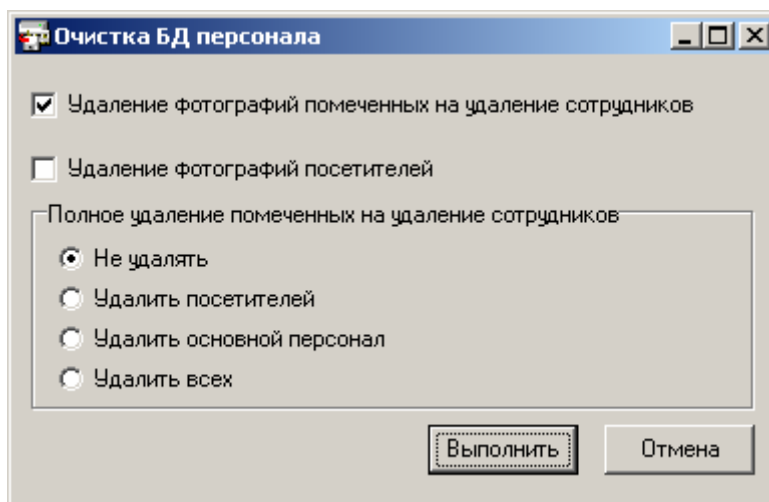 Очистка БД персонала
Удаление фотографий помеченных на удаление сотрудников
Удаление фотографий посетителей
Полное удаление помеченных на удаление сотрудников
Не удалять
Удалить посетителей
Удалить основной персонал
Удалить всех
Выполнить
Отмена